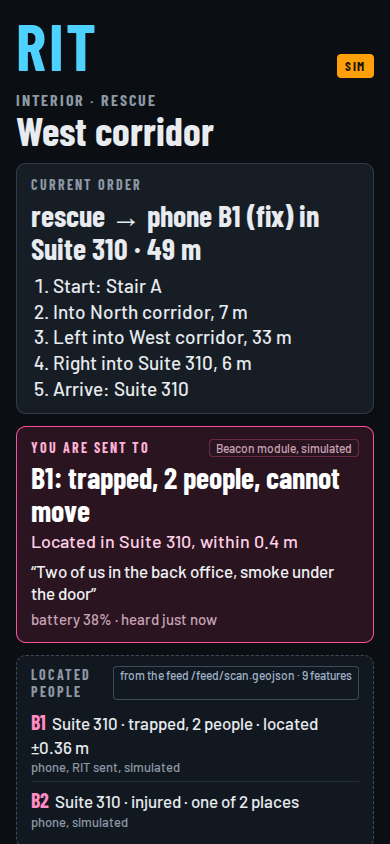 RIT
SIM
INTERIOR · RESCUE
West corridor
CURRENT ORDER
rescue → phone B1 (fix) in
Suite 310 · 49 m
1. Start: Stair A
2. Into North corridor, 7 m
3. Left into West corridor, 33 m
4. Right into Suite 310, 6 m
5. Arrive: Suite 310
YOU ARE SENT TO
Beacon module, simulated
B1: trapped, 2 people, cannot
move
Located in Suite 310, within 0.4 m
“Two of us in the back office, smoke under
the door”
battery 38% · heard just now
LOCATED
PEOPLE
from the feed /feed/scan.geojson · 9 features
B1 Suite 310 · trapped, 2 people · located
±0.36 m
phone, RIT sent, simulated
B2 Suite 310 · injured · one of 2 places
phone, simulated